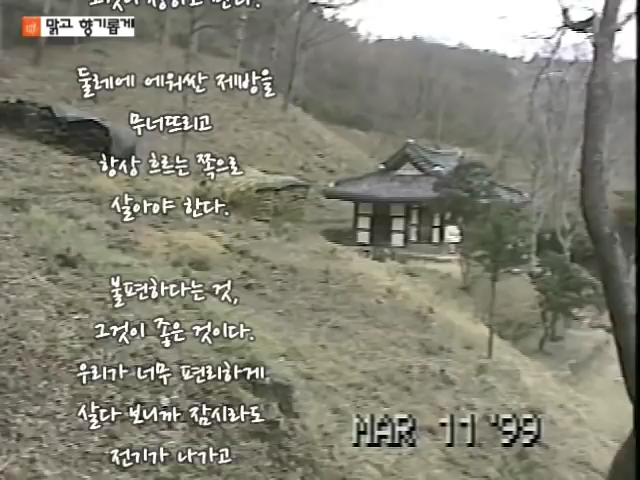 맑고 향기롭게
둘레에 에워싼 제방을
무너뜨리고
항상 흐르는 쪽으로
살아야 한다.
불편하다는 것,
그것이 좋은 것이다.
우리가 너무 편리하게
살다 보니까 잠시라도
전기가 나가고
MAR 11 '99